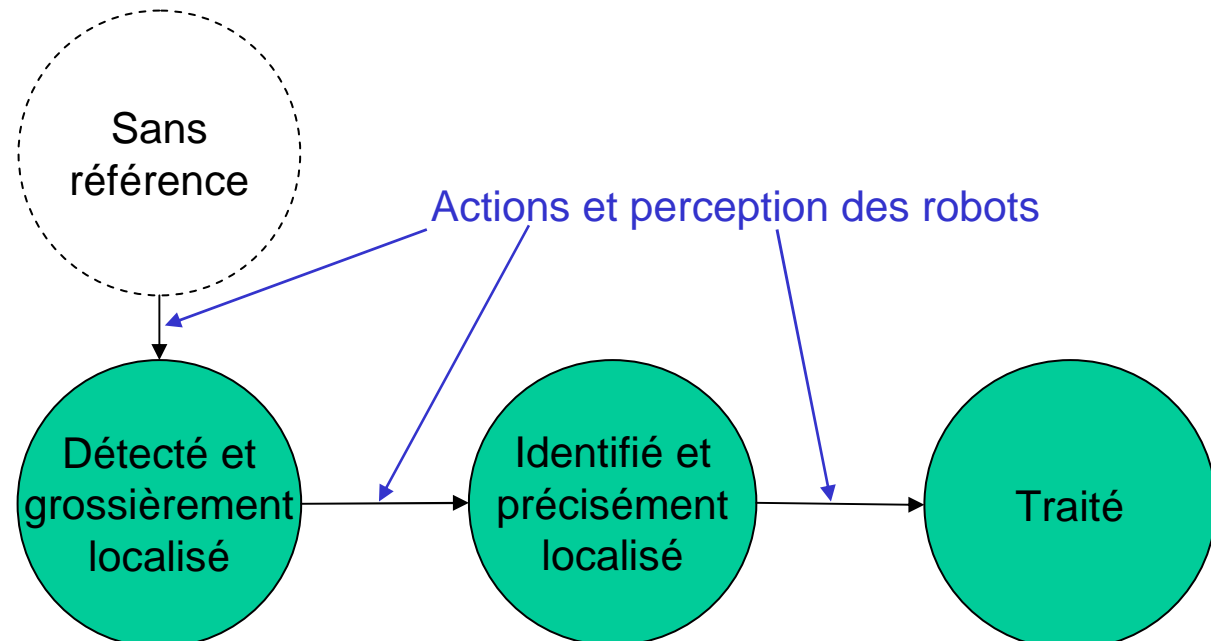 Sans
référence
Actions et perception des robots
Détecté et
grossièrement
localisé
Identifié et
précisément
localisé
Traité